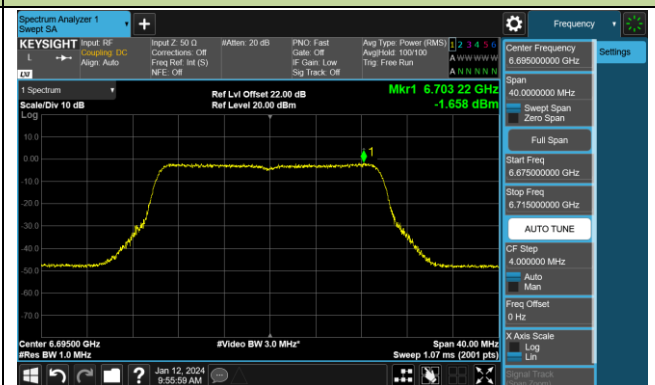 Spectrum Analyzer 1
Swept SA
+
Frequency
KEYSIGHT
Input: RF
Coupling: DC
Align: Auto
Input Z: 50 Ω
Corrections: Off
Freq Ref: Int (S)
NFE: Off
#Atten: 20 dB
PNO: Fast
Gate: Off
IF Gain: Low
Sig Track: Off
Avg Type: Power (RMS)
Avg|Hold: 100/100
Trig: Free Run
1 2 3 4 5 6
A W W W W W
A N N N N N
L
LXI
1 Spectrum
Scale/Div 10 dB
Log
Ref Lvl Offset 22.00 dB
Ref Level 20.00 dBm
Mkr1 6.703 22 GHz
-1.658 dBm
10.0
0.00
-10.0
-20.0
-30.0
-40.0
-50.0
-60.0
-70.0
1
Center 6.69500 GHz
#Res BW 1.0 MHz
#Video BW 3.0 MHz*
Span 40.00 MHz
Sweep 1.07 ms (2001 pts)
Jan 12, 2024
9:55:59 AM
?
Center Frequency
6.695000000 GHz
Settings
Span
40.0000000 MHz
Swept Span
Zero Span
Full Span
Start Freq
6.675000000 GHz
Stop Freq
6.715000000 GHz
AUTO TUNE
CF Step
4.000000 MHz
Auto
Man
Freq Offset
0 Hz
X Axis Scale
Log
Lin
Signal Track